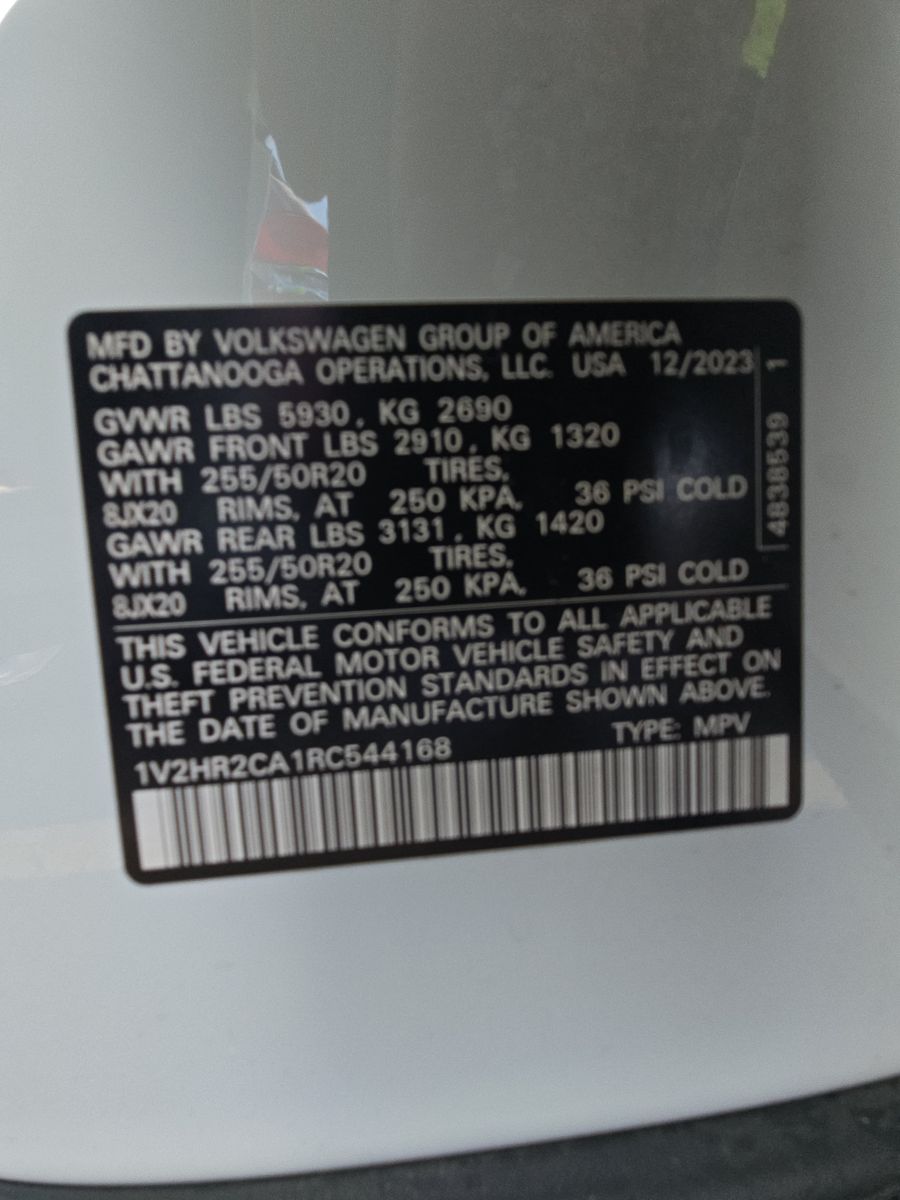 MFD BY VOLKSWAGEN GROUP OF AMERICA
CHATTANOOGA OPERATIONS, LLC. USA 12/2023
GVWR LBS 5930, KG 2690
GAWR FRONT LBS 2910, KG 1320
WITH 255/50R20 TIRES,
8JX20 RIMS, AT 250 KPA, 36 PSI COLD
GAWR REAR LBS 3131, KG 1420
WITH 255/50R20 TIRES,
8JX20 RIMS, AT 250 KPA, 36 PSI COLD
THIS VEHICLE CONFORMS TO ALL APPLICABLE
U.S. FEDERAL MOTOR VEHICLE SAFETY AND
THEFT PREVENTION STANDARDS IN EFFECT ON
THE DATE OF MANUFACTURE SHOWN ABOVE.
TYPE: MPV
1V2HR2CA1RC544168
4838539 1